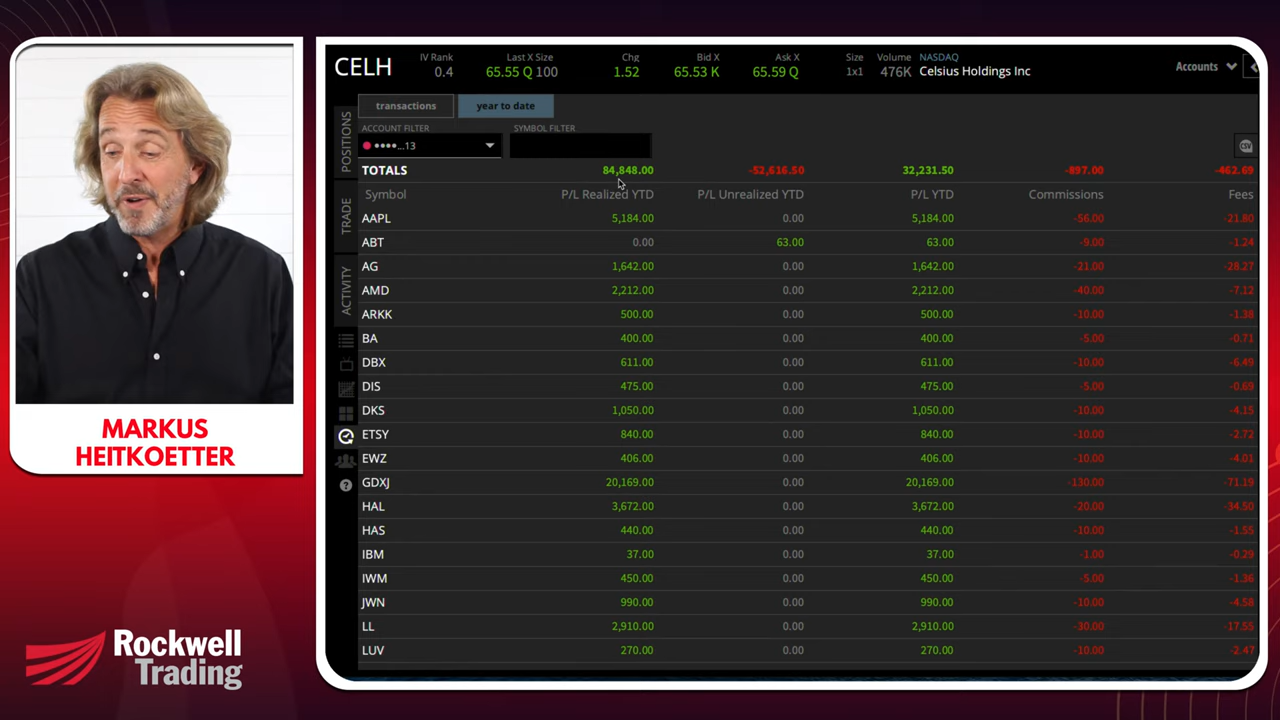 CELH
IV Rank
0.4
Last X Size
65.55 Q 100
Chg
1.52
Bid X
65.53 K
Ask X
65.59 Q
Size
1x1
Volume
476K
NASDAQ
Celsius Holdings Inc
Accounts
POSITIONS
TRADE
ACTIVITY
transactions year to date
ACCOUNT FILTER SYMBOL FILTER
••••...13
CSV
TOTALS 84,848.00 -52,616.50 32,231.50 -897.00 -462.69
Symbol P/L Realized YTD P/L Unrealized YTD P/L YTD Commissions Fees
AAPL 5,184.00 0.00 5,184.00 -56.00 -21.80
ABT 0.00 63.00 63.00 -9.00 -1.24
AG 1,642.00 0.00 1,642.00 -21.00 -28.27
AMD 2,212.00 0.00 2,212.00 -40.00 -7.12
ARKK 500.00 0.00 500.00 -10.00 -1.38
BA 400.00 0.00 400.00 -5.00 -0.71
DBX 611.00 0.00 611.00 -10.00 -6.49
DIS 475.00 0.00 475.00 -5.00 -0.69
DKS 1,050.00 0.00 1,050.00 -10.00 -4.15
ETSY 840.00 0.00 840.00 -10.00 -2.72
EWZ 406.00 0.00 406.00 -10.00 -4.01
GDXJ 20,169.00 0.00 20,169.00 -130.00 -71.19
HAL 3,672.00 0.00 3,672.00 -20.00 -34.50
HAS 440.00 0.00 440.00 -10.00 -1.55
IBM 37.00 0.00 37.00 -1.00 -0.29
IWM 450.00 0.00 450.00 -5.00 -1.36
JWN 990.00 0.00 990.00 -10.00 -4.58
LL 2,910.00 0.00 2,910.00 -30.00 -17.55
LUV 270.00 0.00 270.00 -10.00 -2.47
MARKUS
HEITKOETTER
Rockwell
Trading